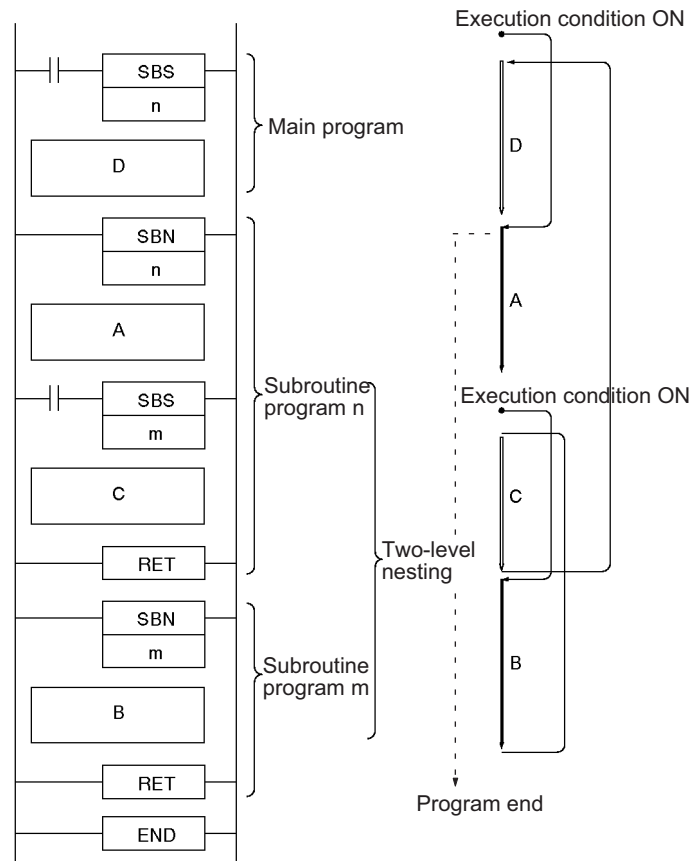 Execution condition ON
SBS
n
Main program
D
D
SBN
n
A
A
SBS
m
Subroutine
program n
Execution condition ON
C
C
RET
Two-level
nesting
SBN
m
Subroutine
program m
B
B
RET
Program end
END